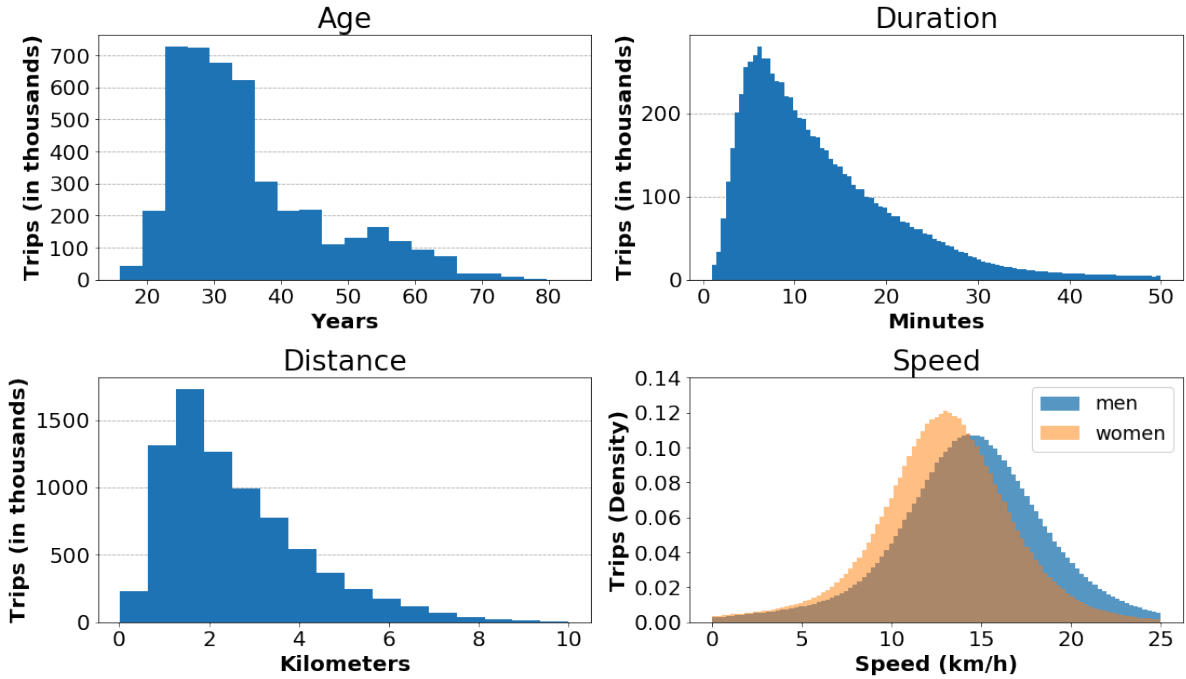 Age
Trips (in thousands)
700
600
500
400
300
200
100
0
20 30 40 50 60 70 80
Years
Duration
Trips (in thousands)
200
100
0
0 10 20 30 40 50
Minutes
Distance
Trips (in thousands)
1500
1000
500
0
0 2 4 6 8 10
Kilometers
Speed
Trips (Density)
0.14
0.12
0.10
0.08
0.06
0.04
0.02
0.00
men
women
0 5 10 15 20 25
Speed (km/h)